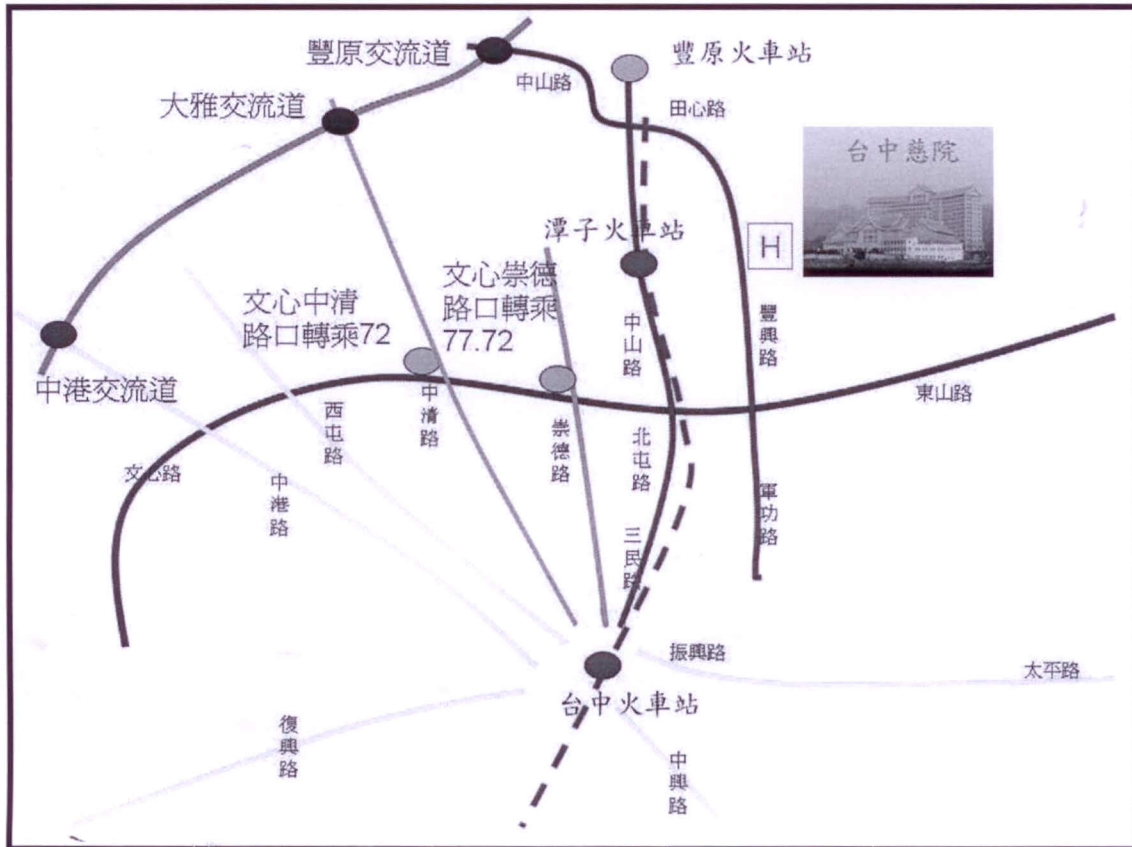 豐原交流道
豐原火車站
大雅交流道
中山路
田心路
台中慈院
潭子火車站
H
文心崇德
路口轉乘
77.72
文心中清
路口轉乘72
中港交流道
中山路
豐興路
東山路
西屯路
中清路
崇德路
北屯路
文心路
中港路
軍功路
三民路
振興路
太平路
台中火車站
復興路
中興路